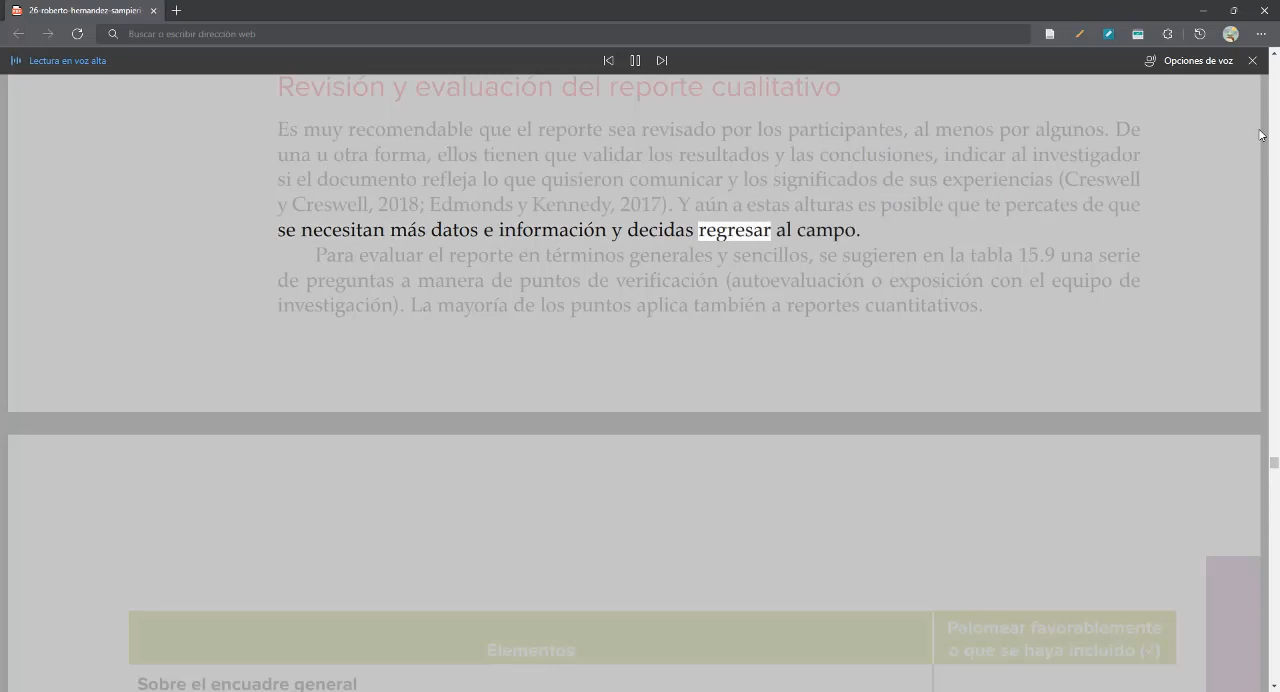 26-roberto-hernandez-sampieri-
Buscar o escribir dirección web
Lectura en voz alta
Opciones de voz
Revisión y evaluación del reporte cualitativo
Es muy recomendable que el reporte sea revisado por los participantes, al menos por algunos. De
una u otra forma, ellos tienen que validar los resultados y las conclusiones, indicar al investigador
si el documento refleja lo que quisieron comunicar y los significados de sus experiencias (Creswell
y Creswell, 2018; Edmonds y Kennedy, 2017). Y aún a estas alturas es posible que te percates de que
se necesitan más datos e información y decidas regresar al campo.
Para evaluar el reporte en términos generales y sencillos, se sugieren en la tabla 15.9 una serie
de preguntas a manera de puntos de verificación (autoevaluación o exposición con el equipo de
investigación). La mayoría de los puntos aplica también a reportes cuantitativos.
Elementos
Palomear favorablemente
o que se haya incluido (✓)
Sobre el encuadre general